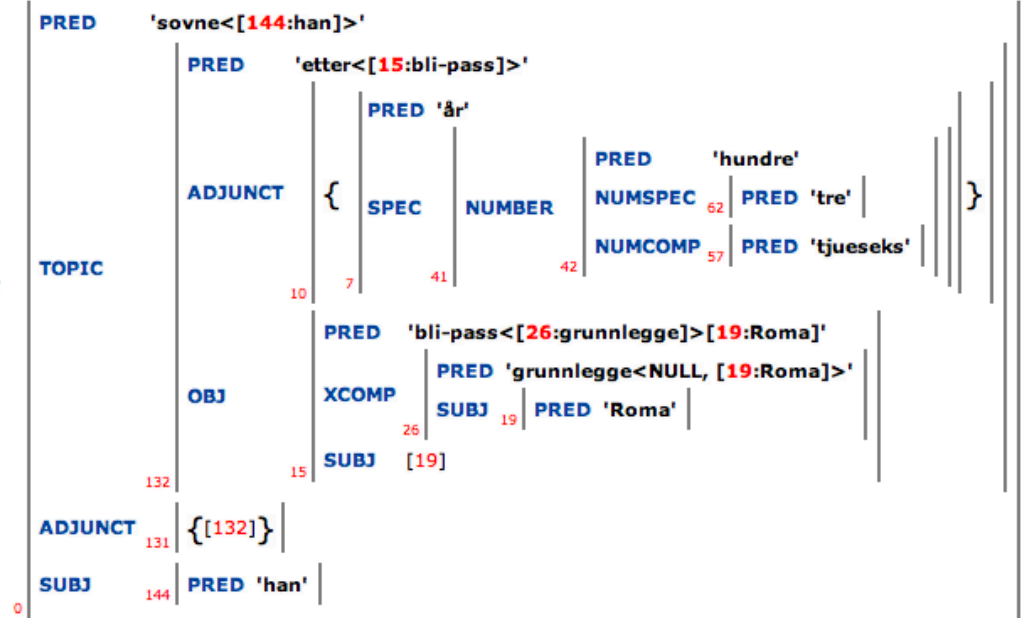 PRED 'sovne<[144:han]>'
PRED 'etter<[15:bli-pass]>'
PRED 'år'
PRED 'hundre'
ADJUNCT { SPEC NUMBER NUMSPEC 62 PRED 'tre' }
NUMCOMP 57 PRED 'tjueseks'
42
41
7
TOPIC
10
PRED 'bli-pass<[26:grunnlegge]>[19:Roma]'
PRED 'grunnlegge<NULL, [19:Roma]>'
OBJ XCOMP
SUBJ 19 PRED 'Roma'
26
SUBJ [19]
15
132
ADJUNCT 131 {[132]}
SUBJ 144 PRED 'han'
0